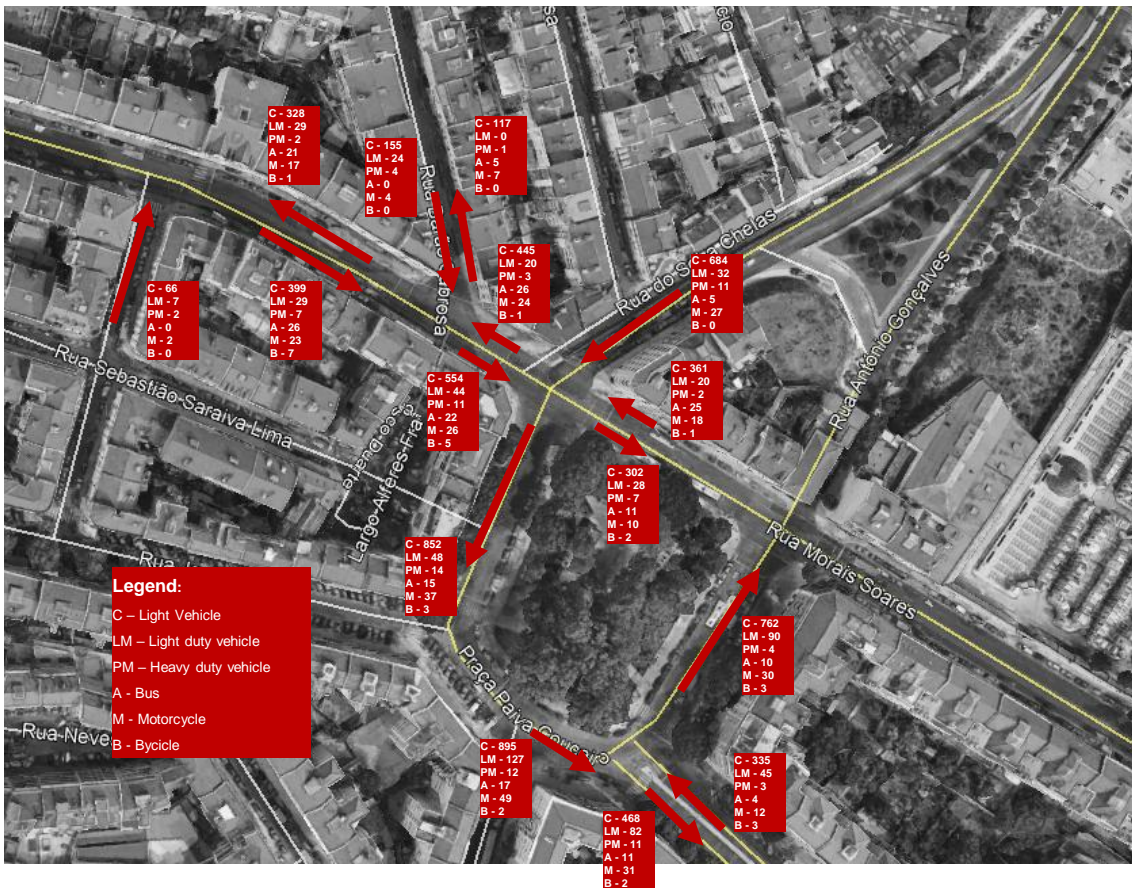 C - 328
LM - 29
PM - 2
A - 21
M - 17
B - 1
C - 155
LM - 24
PM - 4
A - 0
M - 4
B - 0
C - 117
LM - 0
PM - 1
A - 5
M - 7
B - 0
C - 66
LM - 7
PM - 2
A - 0
M - 2
B - 0
C - 399
LM - 29
PM - 7
A - 26
M - 23
B - 7
C - 445
LM - 20
PM - 3
A - 26
M - 24
B - 1
C - 684
LM - 32
PM - 11
A - 5
M - 27
B - 0
C - 554
LM - 44
PM - 11
A - 22
M - 26
B - 5
C - 361
LM - 20
PM - 2
A - 25
M - 18
B - 1
C - 302
LM - 28
PM - 7
A - 11
M - 10
B - 2
C - 852
LM - 48
PM - 14
A - 15
M - 37
B - 3
C - 762
LM - 90
PM - 4
A - 10
M - 30
B - 3
C - 895
LM - 127
PM - 12
A - 17
M - 49
B - 2
C - 335
LM - 45
PM - 3
A - 4
M - 12
B - 3
C - 468
LM - 82
PM - 11
A - 11
M - 31
B - 2
Rua do
Chelas
Rua António Gonçalves
Rua Sebastião Saraiva Lima
Largo Alferes
Duarte
Rua Morais Soares
Praça Paiva Couceiro
Rua
Rua Neve
Legend:
C – Light Vehicle
LM – Light duty vehicle
PM – Heavy duty vehicle
A - Bus
M - Motorcycle
B - Bycicle